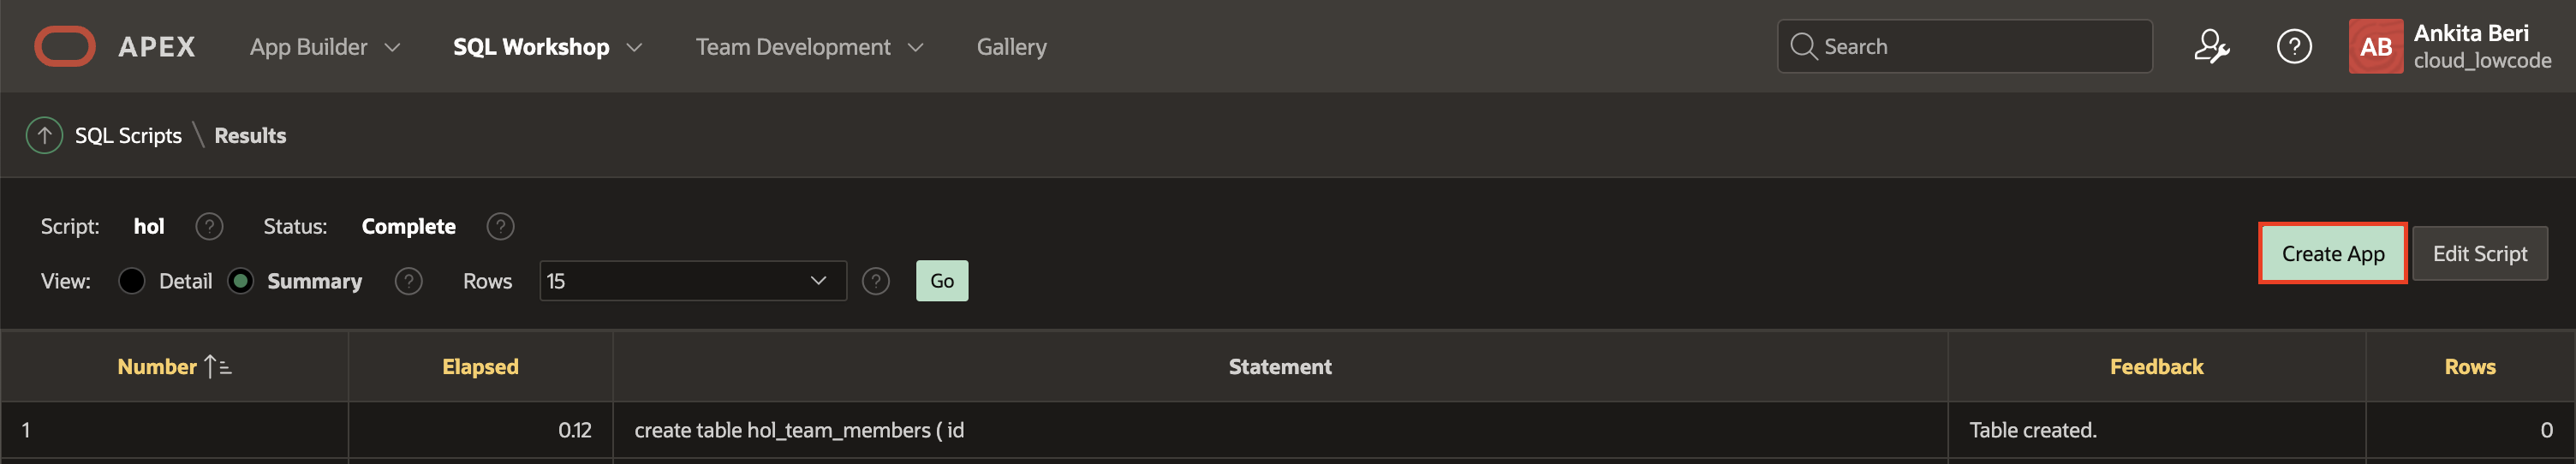 APEX App Builder SQL Workshop Team Development Gallery Search ? AB Ankita Beri
cloud_lowcode
SQL Scripts \ Results
Script: hol ? Status: Complete ?
Create App Edit Script
View: Detail Summary ? Rows 15 ? Go
Number Elapsed Statement Feedback Rows
1 0.12 create table hol_team_members ( id Table created. 0